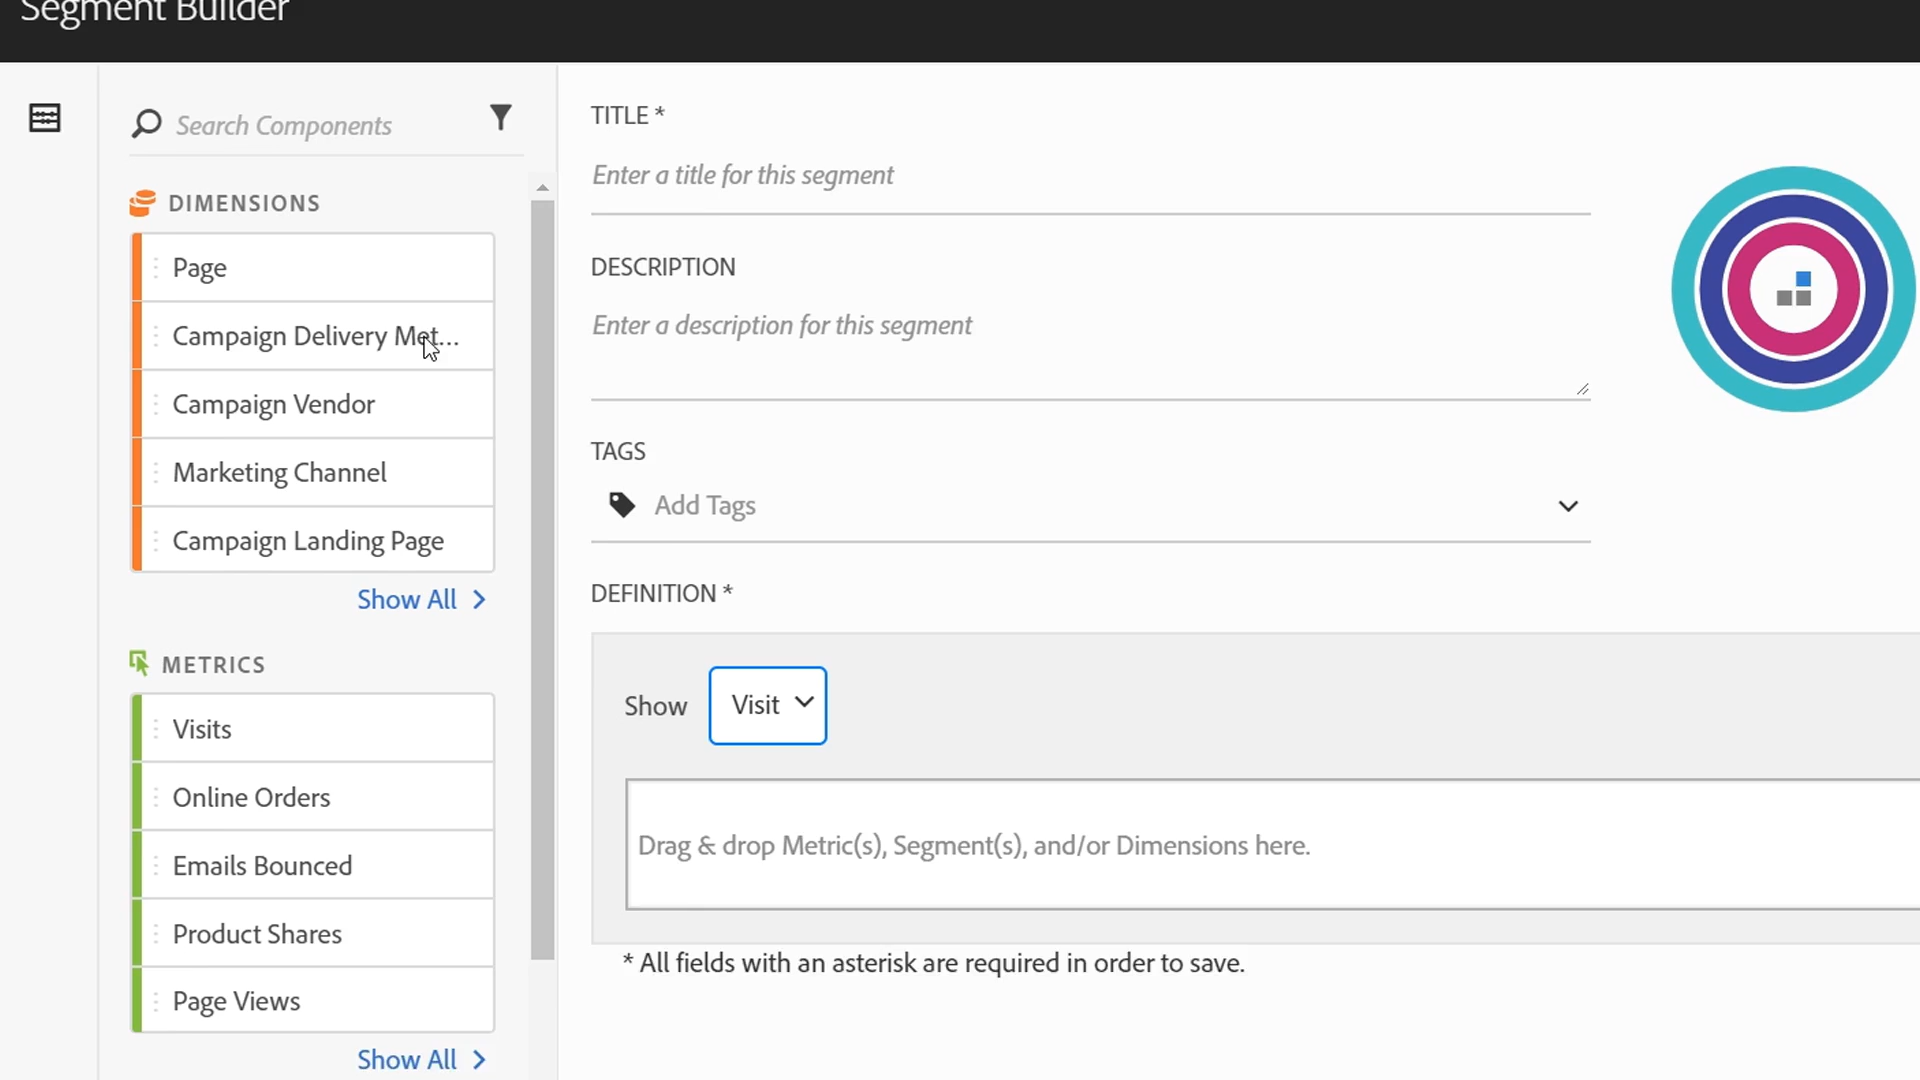 Segment Builder
Search Components
DIMENSIONS
Page
Campaign Delivery Met...
Campaign Vendor
Marketing Channel
Campaign Landing Page
Show All
METRICS
Visits
Online Orders
Emails Bounced
Product Shares
Page Views
Show All
TITLE *
Enter a title for this segment
DESCRIPTION
Enter a description for this segment
TAGS
Add Tags
DEFINITION *
Show Visit
Drag & drop Metric(s), Segment(s), and/or Dimensions here.
* All fields with an asterisk are required in order to save.